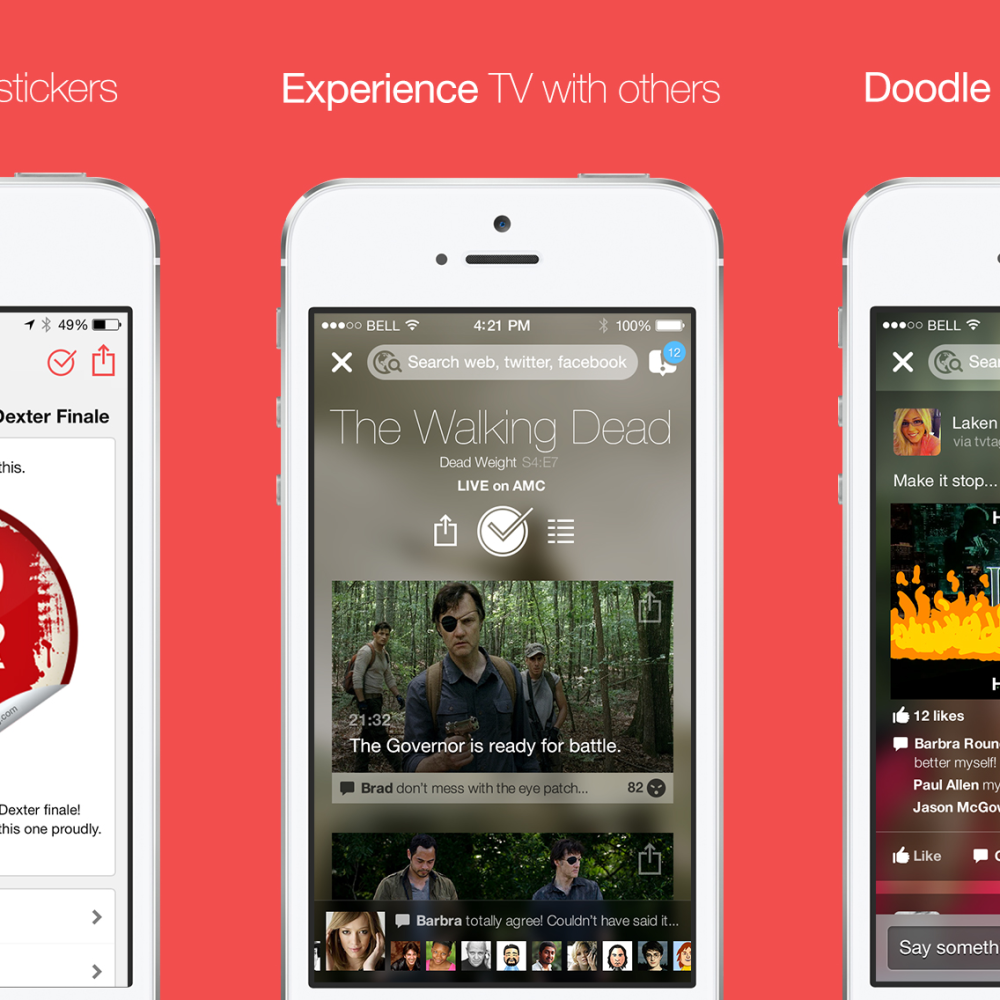 stickers
Experience TV with others
Doodle
49%
Dexter Finale
this.
.com
Dexter finale!
this one proudly.
BELL
4:21 PM
100%
Search web, twitter, facebook
12
The Walking Dead
Dead Weight S4:E7
LIVE on AMC
21:32
The Governor is ready for battle.
Brad don't mess with the eye patch...
82
Barbra totally agree! Couldn't have said it...
BELL
Sea
Laken
via tvta
Make it stop...
H
H
12 likes
Barbra Roun
better myself!
Paul Allen my
Jason McGov
Like
C
Say someth